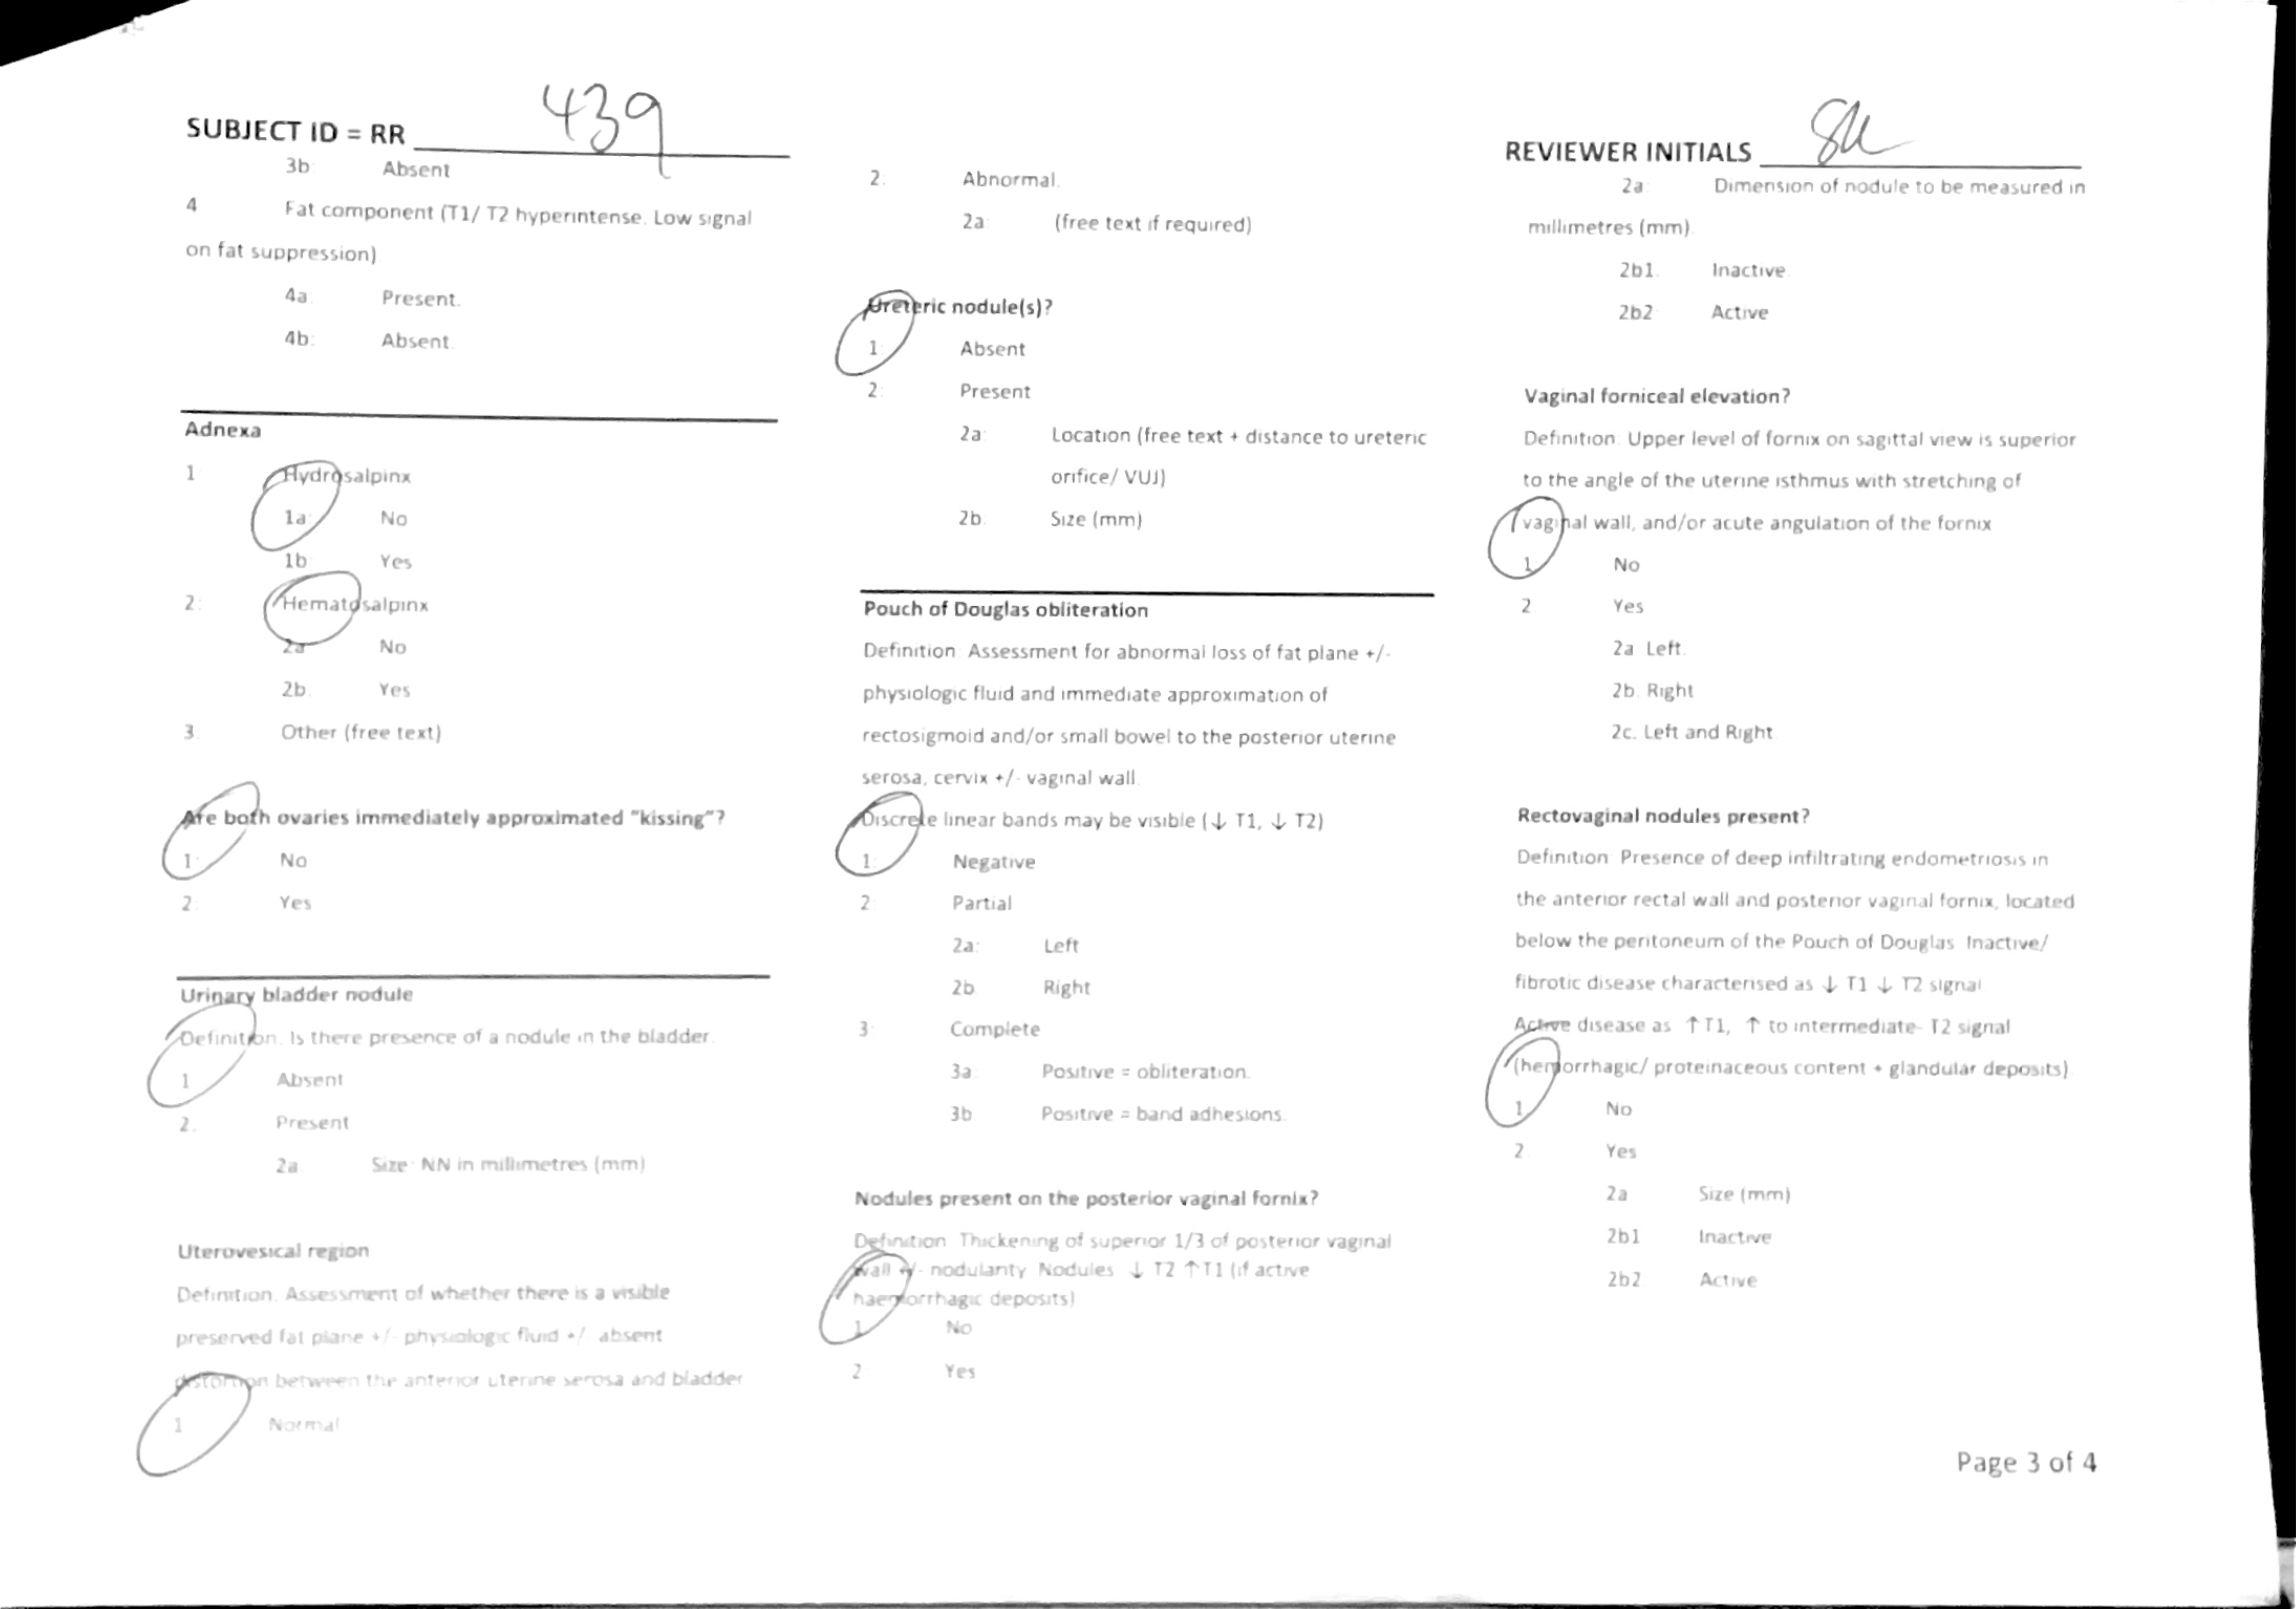 SUBJECT ID = RR 439
3b: Absent
4 Fat component (T1/ T2 hyperintense. Low signal
on fat suppression)
4a: Present.
4b: Absent.
Adnexa
1 Hydrosalpinx
1a: No
1b Yes
2: Hematosalpinx
2a No
2b. Yes
3. Other (free text)
Are both ovaries immediately approximated "kissing"?
1: No
2: Yes
Urinary bladder nodule
Definition. Is there presence of a nodule in the bladder.
1 Absent
2. Present
2a Size: NN in millimetres (mm)
Uterovesical region
Definition. Assessment of whether there is a visible
preserved fat plane +/- physiologic fluid +/ absent
distortion between the anterior uterine serosa and bladder
1 Normal
2: Abnormal.
2a: (free text if required)
Ureteric nodule(s)?
1 Absent
2: Present
2a: Location (free text + distance to ureteric
orifice/ VUJ)
2b. Size (mm)
Pouch of Douglas obliteration
Definition: Assessment for abnormal loss of fat plane +/-
physiologic fluid and immediate approximation of
rectosigmoid and/or small bowel to the posterior uterine
serosa, cervix +/- vaginal wall.
Discrete linear bands may be visible (↓ T1, ↓ T2)
1: Negative
2 Partial
2a: Left
2b Right
3: Complete
3a: Positive = obliteration.
3b Positive = band adhesions.
Nodules present on the posterior vaginal fornix?
Definition Thickening of superior 1/3 of posterior vaginal
wall +/- nodularity Nodules ↓ T2 ↑T1 (if active
haemorrhagic deposits)
1 No
2 Yes
REVIEWER INITIALS
2a: Dimension of nodule to be measured in
millimetres (mm).
2b1. Inactive.
2b2 Active
Vaginal forniceal elevation?
Definition: Upper level of fornix on sagittal view is superior
to the angle of the uterine isthmus with stretching of
vaginal wall, and/or acute angulation of the fornix
1 No
2 Yes
2a Left.
2b. Right
2c. Left and Right
Rectovaginal nodules present?
Definition: Presence of deep infiltrating endometriosis in
the anterior rectal wall and posterior vaginal fornix, located
below the peritoneum of the Pouch of Douglas Inactive/
fibrotic disease characterised as ↓ T1 ↓ T2 signal
Active disease as ↑T1, ↑ to intermediate- T2 signal
(hemorrhagic/ proteinaceous content + glandular deposits).
1 No
2 Yes
2a Size (mm)
2b1 Inactive
2b2 Active
Page 3 of 4